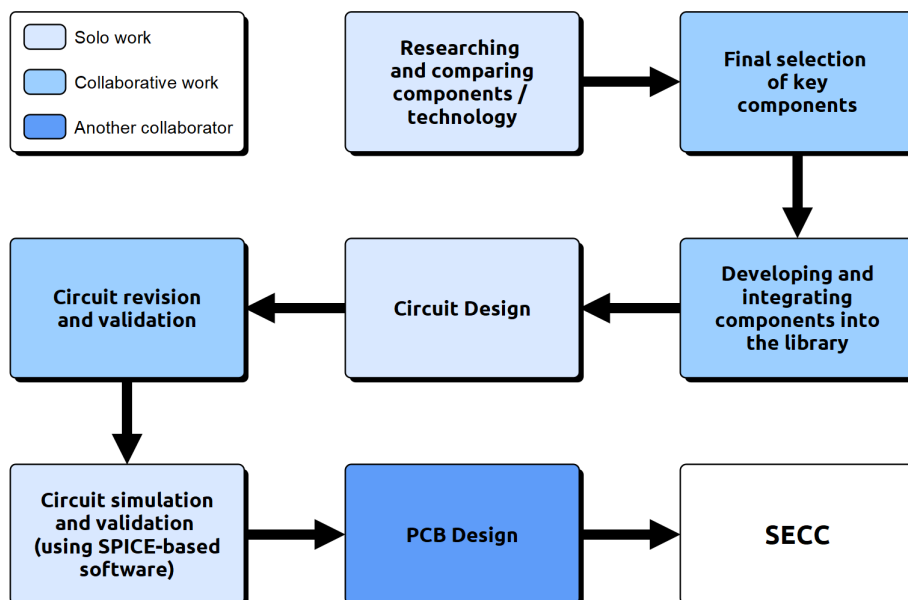 Solo work
Collaborative work
Another collaborator
Researching
and comparing
components /
technology
Final selection
of key
components
Developing and
integrating
components into
the library
Circuit Design
Circuit revision
and validation
Circuit simulation
and validation
(using SPICE-based
software)
PCB Design
SECC